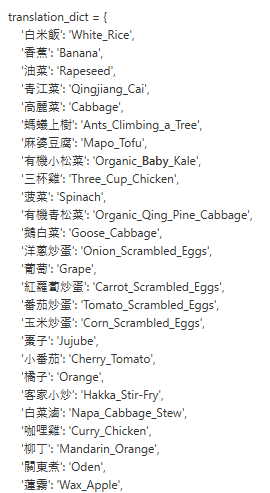 translation_dict = {
'白米飯': 'White_Rice',
'香蕉': 'Banana',
'油菜': 'Rapeseed',
'青江菜': 'Qingjiang_Cai',
'高麗菜': 'Cabbage',
'螞蟻上樹': 'Ants_Climbing_a_Tree',
'麻婆豆腐': 'Mapo_Tofu',
'有機小松菜': 'Organic_Baby_Kale',
'三杯雞': 'Three_Cup_Chicken',
'菠菜': 'Spinach',
'有機青松菜': 'Organic_Qing_Pine_Cabbage',
'鵝白菜': 'Goose_Cabbage',
'洋蔥炒蛋': 'Onion_Scrambled_Eggs',
'葡萄': 'Grape',
'紅蘿蔔炒蛋': 'Carrot_Scrambled_Eggs',
'番茄炒蛋': 'Tomato_Scrambled_Eggs',
'玉米炒蛋': 'Corn_Scrambled_Eggs',
'棗子': 'Jujube',
'小番茄': 'Cherry_Tomato',
'橘子': 'Orange',
'客家小炒': 'Hakka_Stir-Fry',
'白菜滷': 'Napa_Cabbage_Stew',
'咖哩雞': 'Curry_Chicken',
'柳丁': 'Mandarin_Orange',
'關東煮': 'Oden',
'蓮霧': 'Wax_Apple',